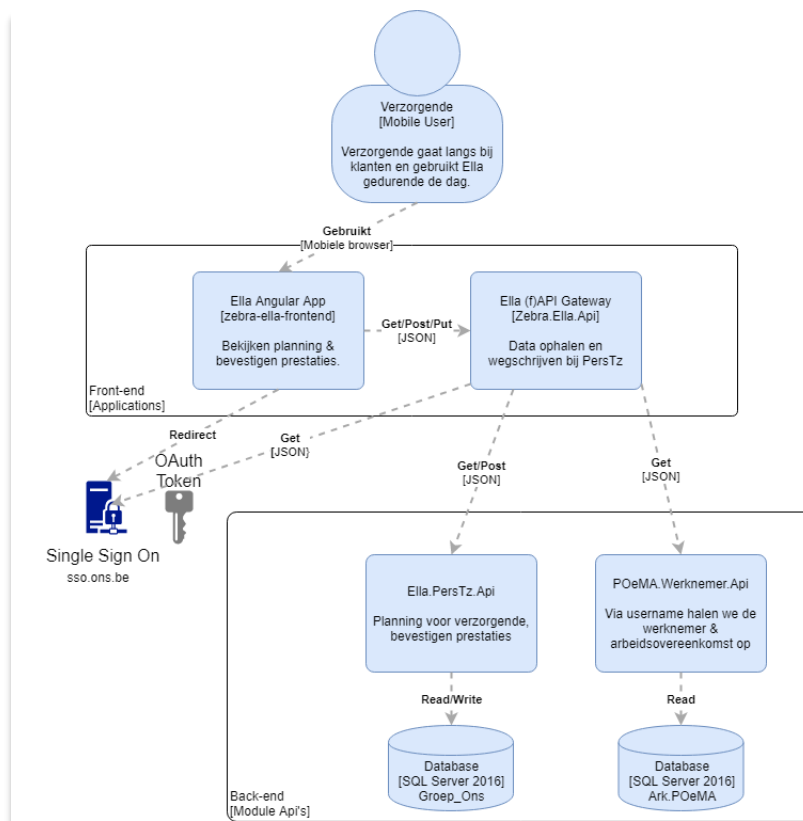 Verzorgende
[Mobile User]
Verzorgende gaat langs bij
klanten en gebruikt Ella
gedurende de dag.
Gebruikt
[Mobiele browser]
Ella Angular App
[zebra-ella-frontend]
Bekijken planning &
bevestigen prestaties.
Get/Post/Put
[JSON]
Ella (f)API Gateway
[Zebra.Ella.Api]
Data ophalen en
wegschrijven bij PersTz
Front-end
[Applications]
Redirect
Get
[JSON}
OAuth
Token
Single Sign On
sso.ons.be
Get/Post
[JSON]
Get
[JSON]
Ella.PersTz.Api
Planning voor verzorgende,
bevestigen prestaties
POeMA.Werknemer.Api
Via username halen we de
werknemer &
arbeidsovereenkomst op
Read/Write
Read
Database
[SQL Server 2016]
Groep_Ons
Database
[SQL Server 2016]
Ark.POeMA
Back-end
[Module Api's]